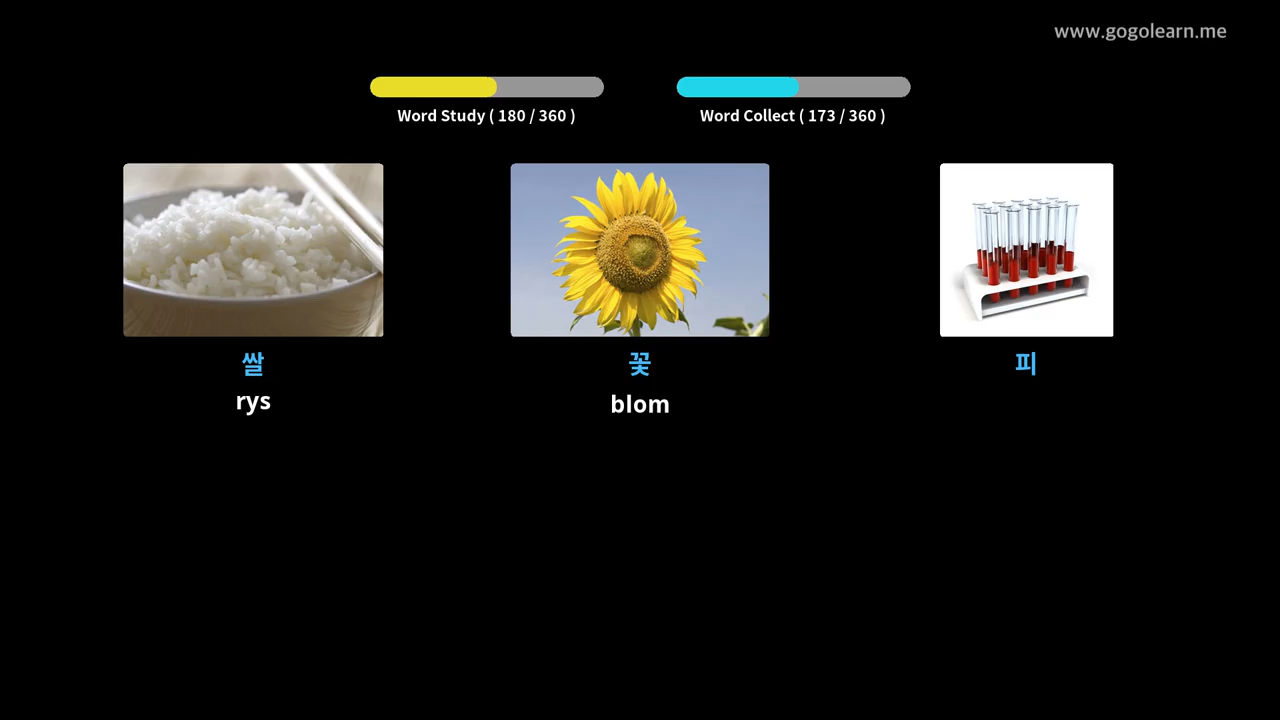 www.gogolearn.me
Word Study ( 180 / 360 )
Word Collect ( 173 / 360 )
쌀
꽃
피
rys
blom